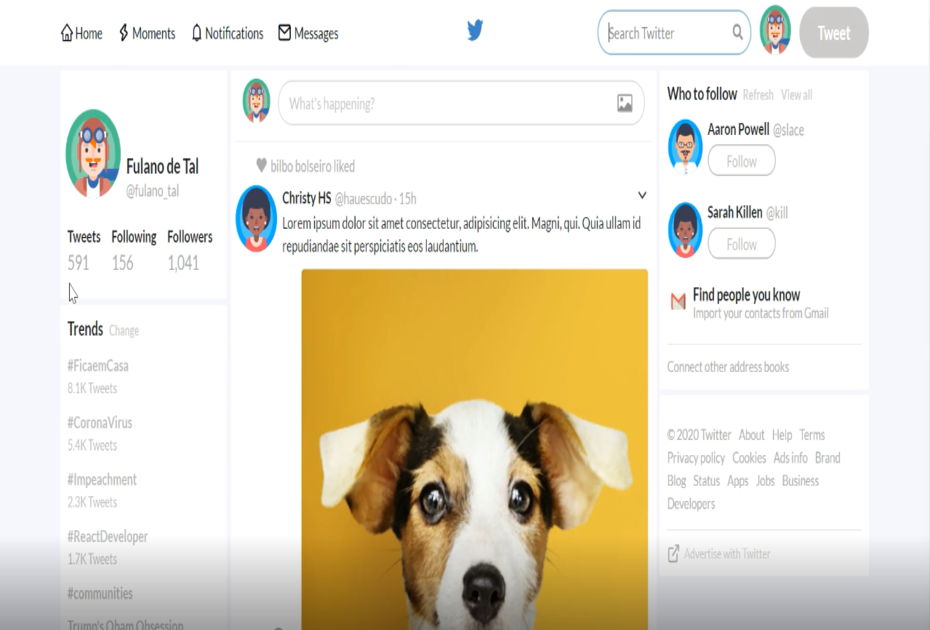 Home Moments Notifications Messages
Search Twitter
Tweet
Fulano de Tal
@fulano_tal
Tweets Following Followers
591 156 1,041
Trends Change
#FicaemCasa
8.1K Tweets
#CoronaVirus
5.4K Tweets
#Impeachment
2.3K Tweets
#ReactDeveloper
1.7K Tweets
#communities
Trump's Obam Obsession
What's happening?
bilbo bolseiro liked
Christy HS @hauescudo · 15h
Lorem ipsum dolor sit amet consectetur, adipisicing elit. Magni, qui. Quia ullam id
repudiandae sit perspiciatis eos laudantium.
Who to follow Refresh View all
Aaron Powell @slace
Follow
Sarah Killen @kill
Follow
Find people you know
Import your contacts from Gmail
Connect other address books
© 2020 Twitter About Help Terms
Privacy policy Cookies Ads info Brand
Blog Status Apps Jobs Business
Developers
Advertise with Twitter